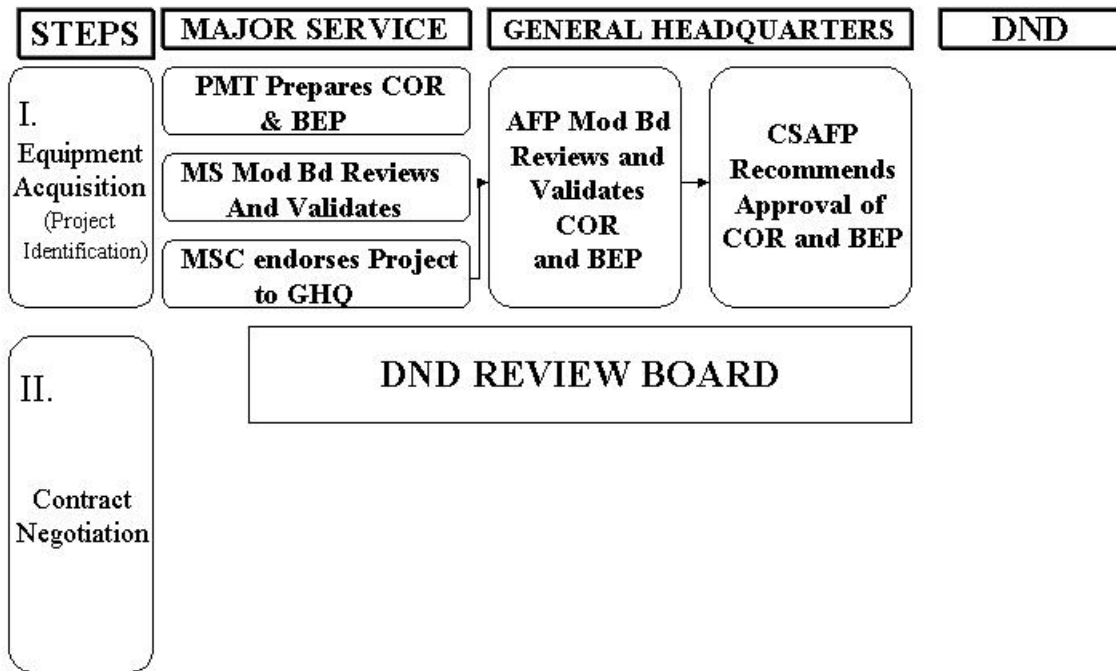 STEPS
MAJOR SERVICE
GENERAL HEADQUARTERS
DND
I.
Equipment
Acquisition
(Project
Identification)
PMT Prepares COR
& BEP
MS Mod Bd Reviews
And Validates
MSC endorses Project
to GHQ
AFP Mod Bd
Reviews and
Validates
COR
and BEP
CSAFP
Recommends
Approval of
COR and BEP
II.
Contract
Negotiation
DND REVIEW BOARD